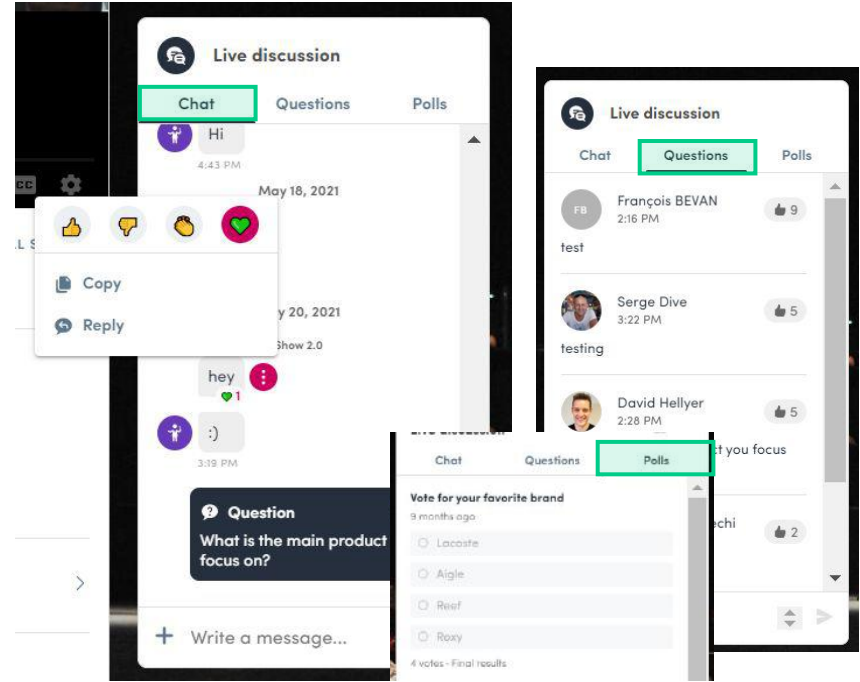 Live discussion
Chat Questions Polls
Hi
4:43 PM
May 18, 2021
CC
Copy
Reply
y 20, 2021
Show 2.0
hey
1
:)
3:19 PM
Question
What is the main product
focus on?
Write a message...
Live discussion
Chat Questions Polls
FB
François BEVAN
2:16 PM
9
test
Serge Dive
3:22 PM
5
testing
David Hellyer
2:28 PM
5
ct you focus
echi
2
Chat Questions Polls
Vote for your favorite brand
9 months ago
Lacoste
Aigle
Reef
Roxy
4 votes - Final results